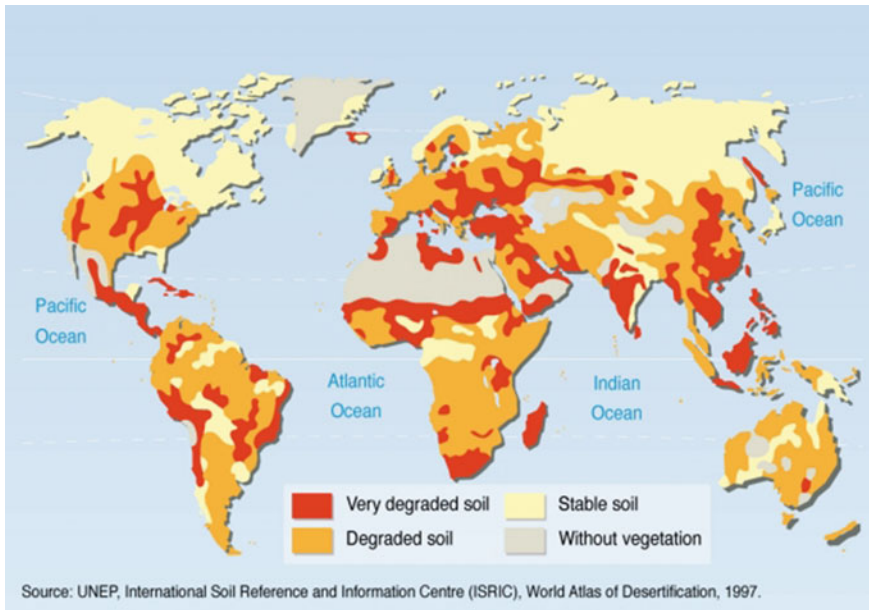 Pacific
Ocean
Pacific
Ocean
Atlantic
Ocean
Indian
Ocean
Very degraded soil
Stable soil
Degraded soil
Without vegetation
Source: UNEP, International Soil Reference and Information Centre (ISRIC), World Atlas of Desertification, 1997.